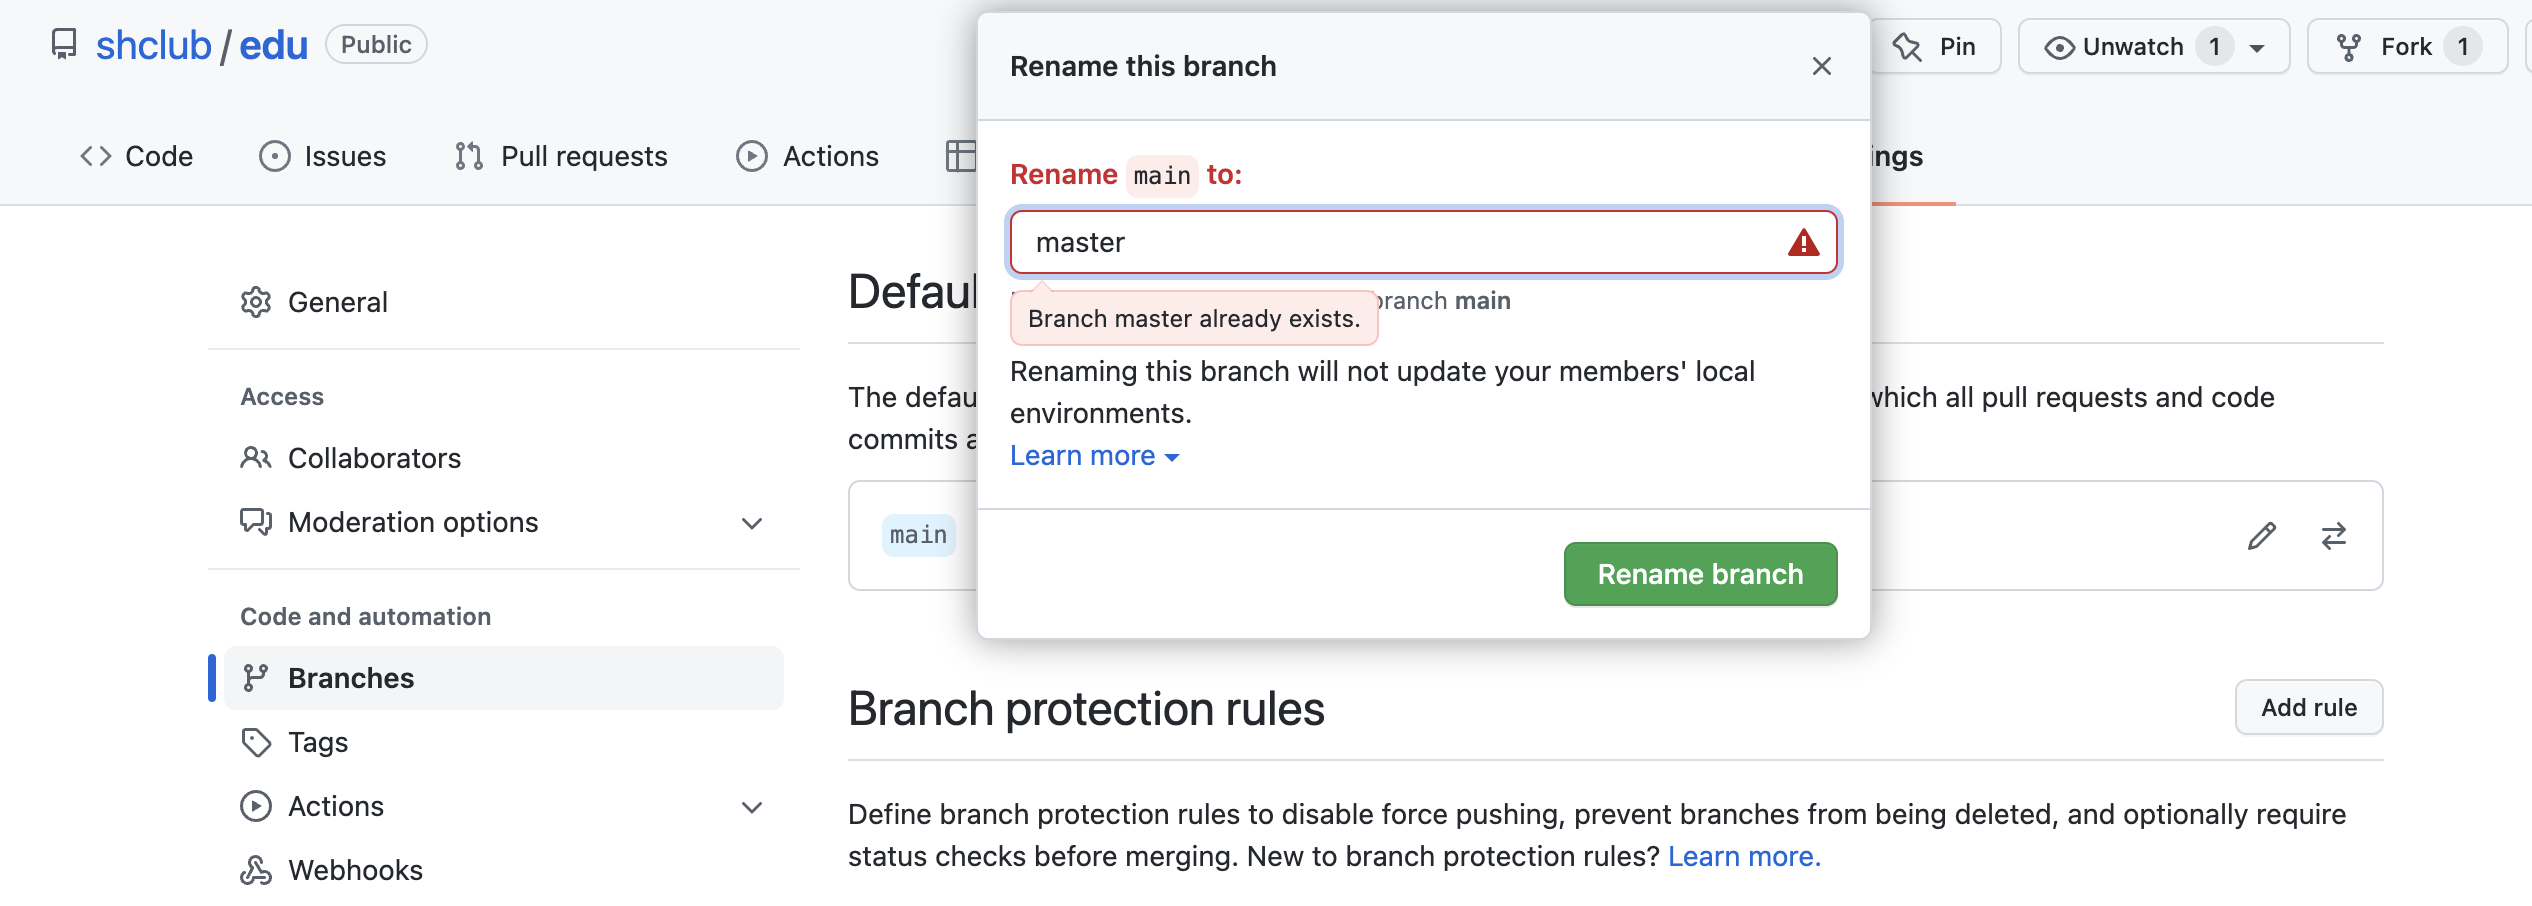 shclub / edu Public
Pin
Unwatch 1
Fork 1
Code
Issues
Pull requests
Actions
ings
Rename this branch
Rename main to:
master
Branch master already exists.
branch main
Renaming this branch will not update your members' local
environments.
Learn more
Rename branch
General
Access
Collaborators
Moderation options
Code and automation
Branches
Tags
Actions
Webhooks
Defaul
The defau
which all pull requests and code
commits a
main
Branch protection rules
Add rule
Define branch protection rules to disable force pushing, prevent branches from being deleted, and optionally require
status checks before merging. New to branch protection rules? Learn more.